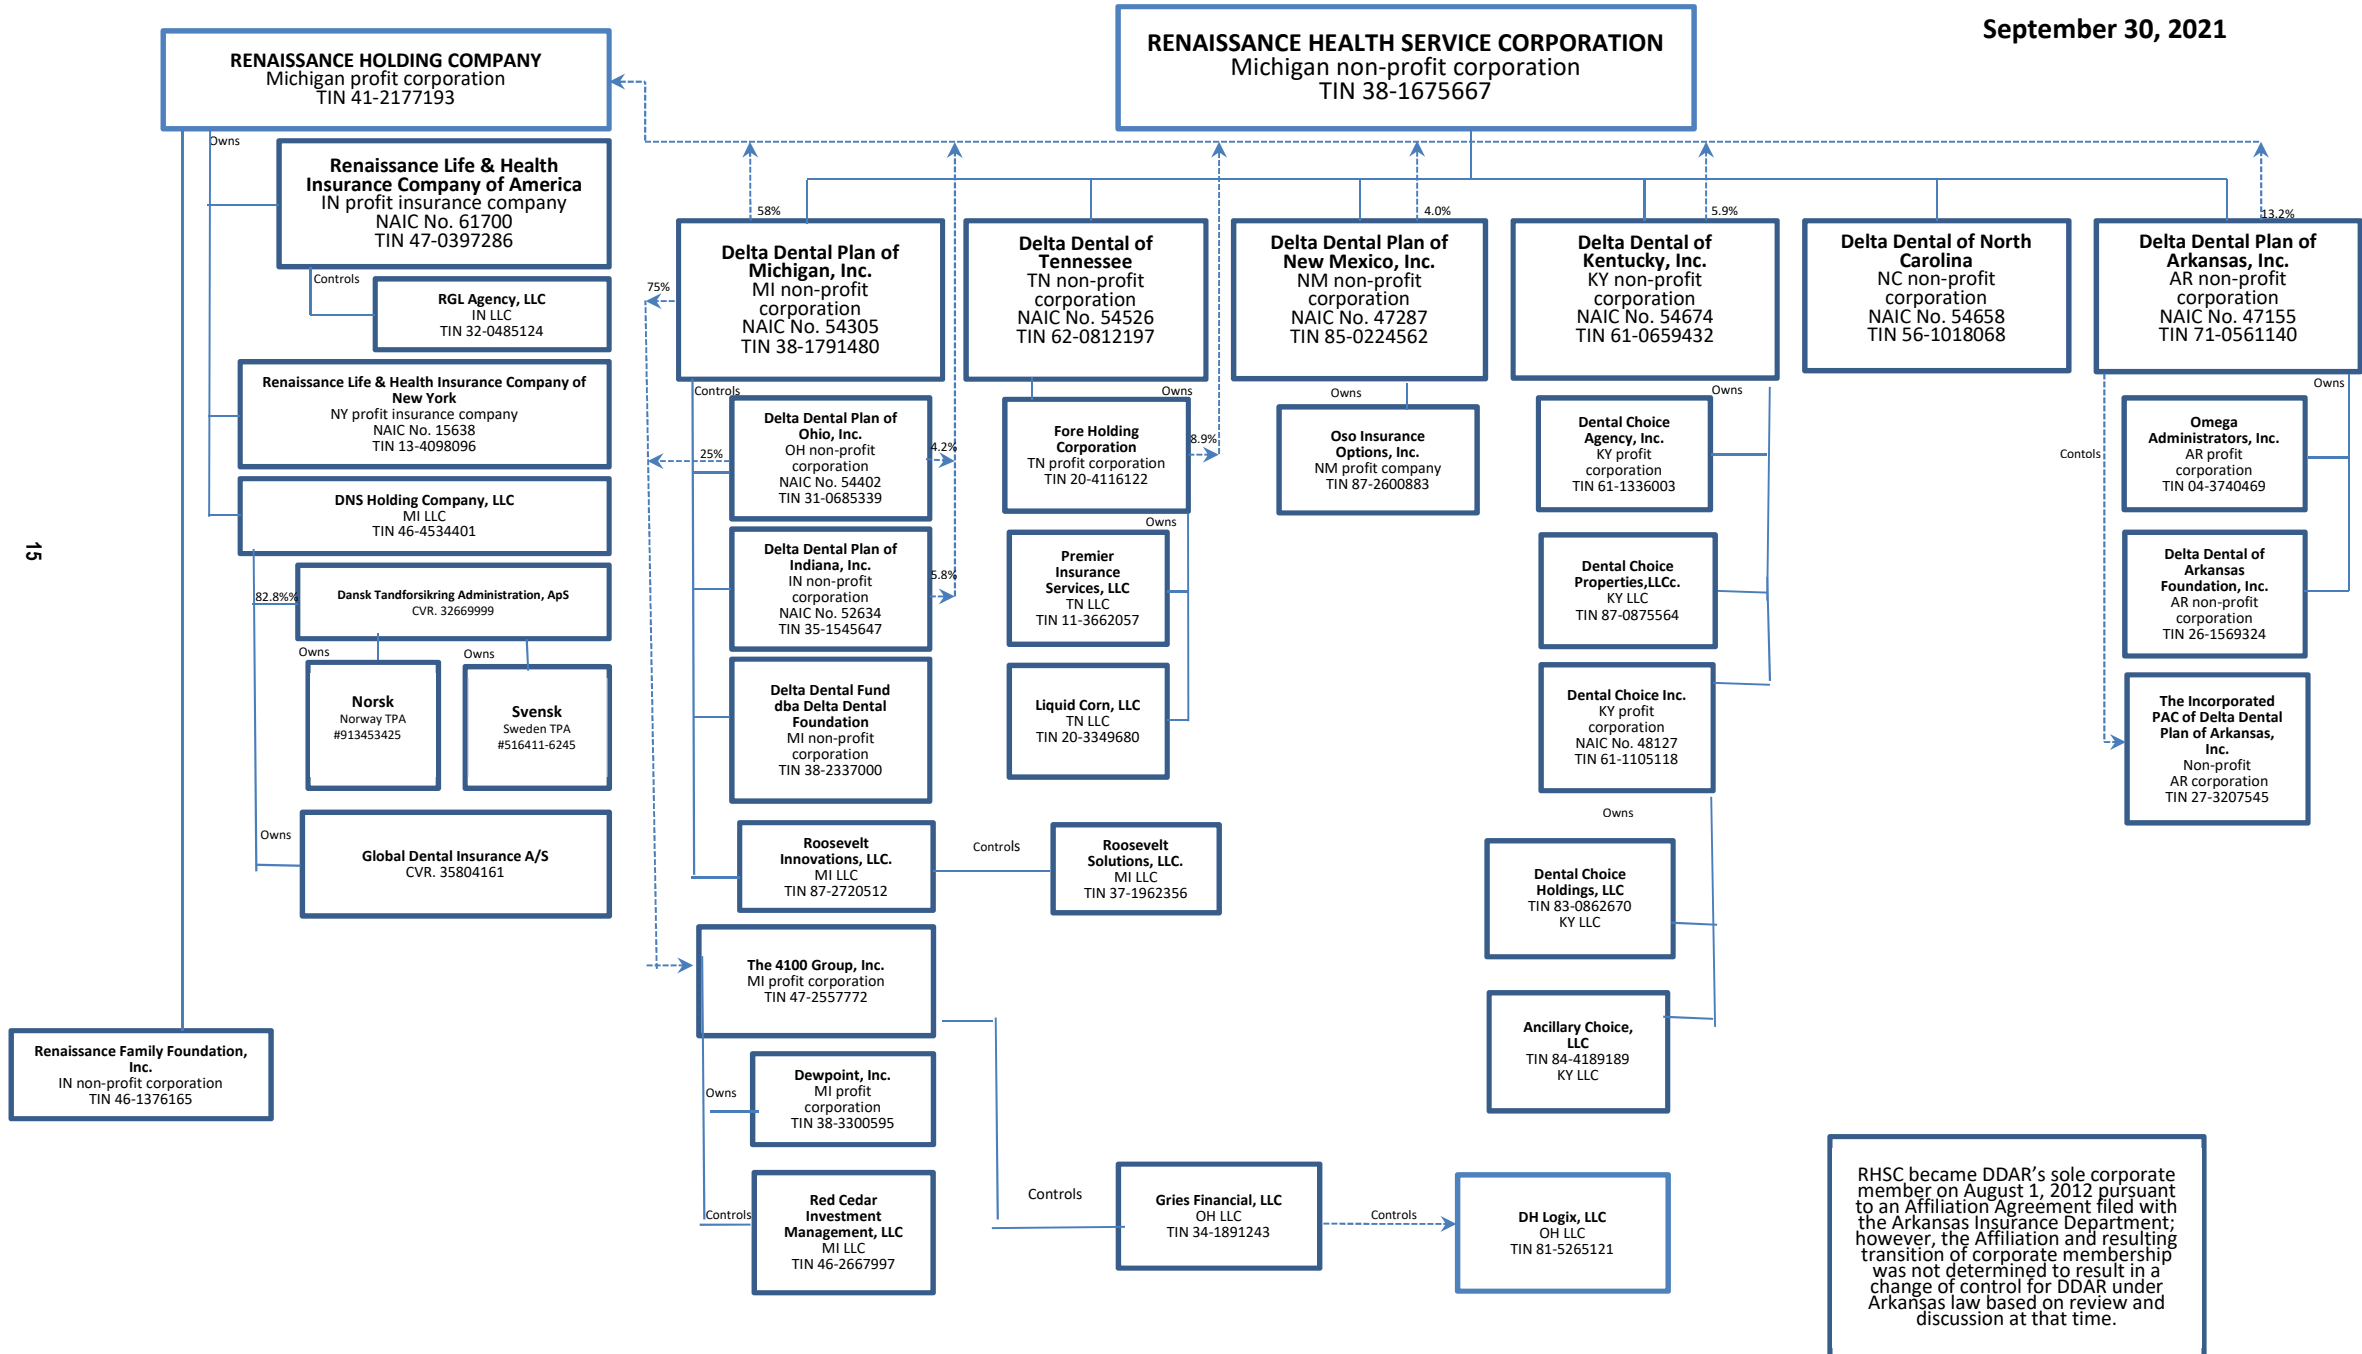 September 30, 2021
RENAISSANCE HOLDING COMPANY
Michigan profit corporation
TIN 41-2177193
RENAISSANCE HEALTH SERVICE CORPORATION
Michigan non-profit corporation
TIN 38-1675667
Owns
Renaissance Life & Health
Insurance Company of America
IN profit insurance company
NAIC No. 61700
TIN 47-0397286
Controls
RGL Agency, LLC
IN LLC
TIN 32-0485124
Renaissance Life & Health Insurance Company of
New York
NY profit insurance company
NAIC No. 15638
TIN 13-4098096
DNS Holding Company, LLC
MI LLC
TIN 46-4534401
82.8%%
Dansk Tandforsikring Administration, ApS
CVR. 32669999
Owns
Owns
Norsk
Norway TPA
#913453425
Svensk
Sweden TPA
#516411-6245
Owns
Global Dental Insurance A/S
CVR. 35804161
Renaissance Family Foundation,
Inc.
IN non-profit corporation
TIN 46-1376165
15
58%
75%
Delta Dental Plan of
Michigan, Inc.
MI non-profit
corporation
NAIC No. 54305
TIN 38-1791480
Controls
Delta Dental Plan of
Ohio, Inc.
OH non-profit
corporation
NAIC No. 54402
TIN 31-0685339
25%
4.2%
Delta Dental Plan of
Indiana, Inc.
IN non-profit
corporation
NAIC No. 52634
TIN 35-1545647
5.8%
Delta Dental Fund
dba Delta Dental
Foundation
MI non-profit
corporation
TIN 38-2337000
Roosevelt
Innovations, LLC.
MI LLC
TIN 87-2720512
Controls
Roosevelt
Solutions, LLC.
MI LLC
TIN 37-1962356
The 4100 Group, Inc.
MI profit corporation
TIN 47-2557772
Owns
Dewpoint, Inc.
MI profit
corporation
TIN 38-3300595
Controls
Red Cedar
Investment
Management, LLC
MI LLC
TIN 46-2667997
Controls
Gries Financial, LLC
OH LLC
TIN 34-1891243
Controls
DH Logix, LLC
OH LLC
TIN 81-5265121
Delta Dental of
Tennessee
TN non-profit
corporation
NAIC No. 54526
TIN 62-0812197
Owns
Fore Holding
Corporation
TN profit corporation
TIN 20-4116122
8.9%
Owns
Premier
Insurance
Services, LLC
TN LLC
TIN 11-3662057
Liquid Corn, LLC
TN LLC
TIN 20-3349680
4.0%
Delta Dental Plan of
New Mexico, Inc.
NM non-profit
corporation
NAIC No. 47287
TIN 85-0224562
Owns
Oso Insurance
Options, Inc.
NM profit company
TIN 87-2600883
5.9%
Delta Dental of
Kentucky, Inc.
KY non-profit
corporation
NAIC No. 54674
TIN 61-0659432
Owns
Dental Choice
Agency, Inc.
KY profit
corporation
TIN 61-1336003
Dental Choice
Properties,LLCc.
KY LLC
TIN 87-0875564
Dental Choice Inc.
KY profit
corporation
NAIC No. 48127
TIN 61-1105118
Owns
Dental Choice
Holdings, LLC
TIN 83-0862670
KY LLC
Ancillary Choice,
LLC
TIN 84-4189189
KY LLC
Delta Dental of North
Carolina
NC non-profit
corporation
NAIC No. 54658
TIN 56-1018068
13.2%
Delta Dental Plan of
Arkansas, Inc.
AR non-profit
corporation
NAIC No. 47155
TIN 71-0561140
Owns
Omega
Administrators, Inc.
AR profit
corporation
TIN 04-3740469
Contols
Delta Dental of
Arkansas
Foundation, Inc.
AR non-profit
corporation
TIN 26-1569324
The Incorporated
PAC of Delta Dental
Plan of Arkansas,
Inc.
Non-profit
AR corporation
TIN 27-3207545
RHSC became DDAR’s sole corporate
member on August 1, 2012 pursuant
to an Affiliation Agreement filed with
the Arkansas Insurance Department;
however, the Affiliation and resulting
transition of corporate membership
was not determined to result in a
change of control for DDAR under
Arkansas law based on review and
discussion at that time.